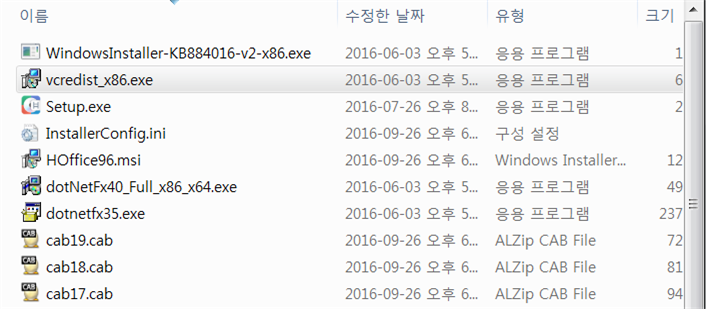 이름 수정한 날짜 유형 크기
WindowsInstaller-KB884016-v2-x86.exe 2016-06-03 오후 5... 응용 프로그램 1
vcredist_x86.exe 2016-06-03 오후 5... 응용 프로그램 6
Setup.exe 2016-07-26 오후 8... 응용 프로그램 2
InstallerConfig.ini 2016-09-26 오후 6... 구성 설정
HOffice96.msi 2016-09-26 오후 6... Windows Installer... 12
dotNetFx40_Full_x86_x64.exe 2016-06-03 오후 5... 응용 프로그램 49
dotnetfx35.exe 2016-06-03 오후 5... 응용 프로그램 237
cab19.cab 2016-09-26 오후 6... ALZip CAB File 72
cab18.cab 2016-09-26 오후 6... ALZip CAB File 81
cab17.cab 2016-09-26 오후 6... ALZip CAB File 94